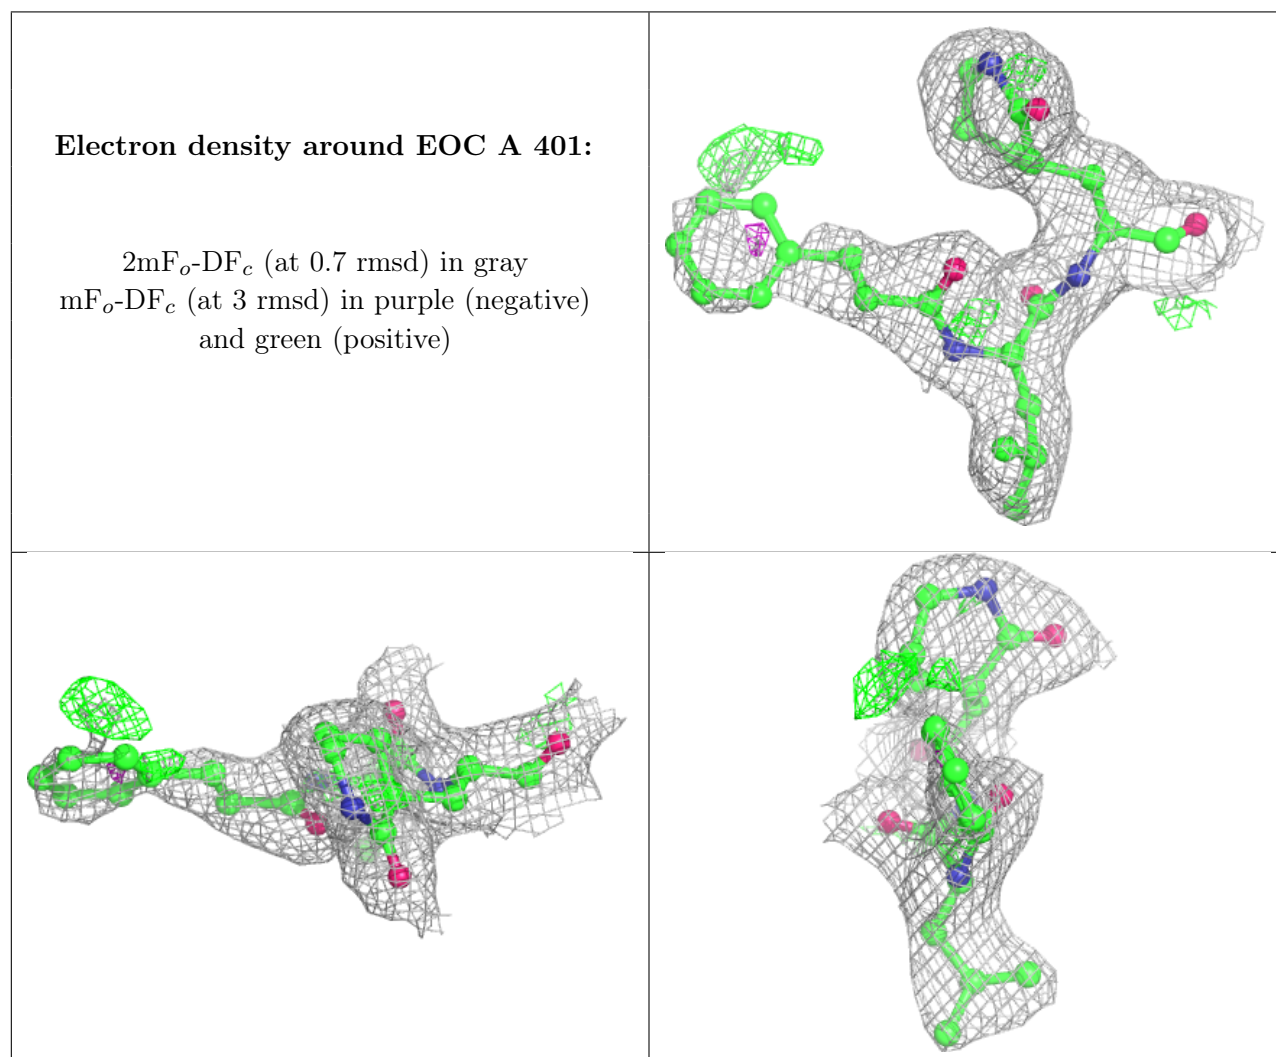 Electron density around EOC A 401:
2mFₒ-DF𝒸 (at 0.7 rmsd) in gray
mFₒ-DF𝒸 (at 3 rmsd) in purple (negative)
and green (positive)